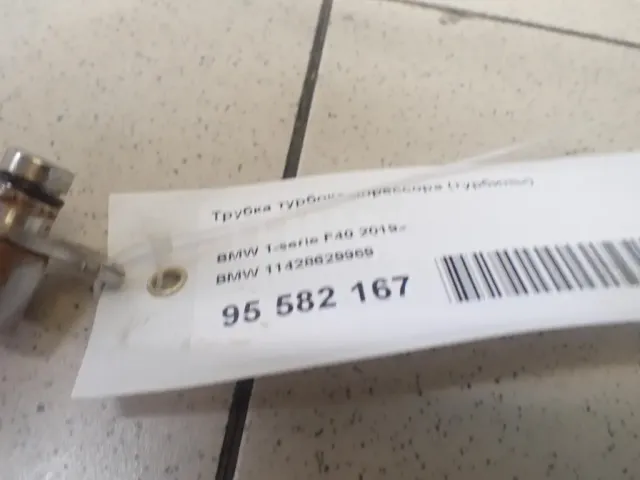 Трубка турбокомпрессора (турбины)
BMW 1-serie F40 2019>
BMW 11428629969
95 582 167